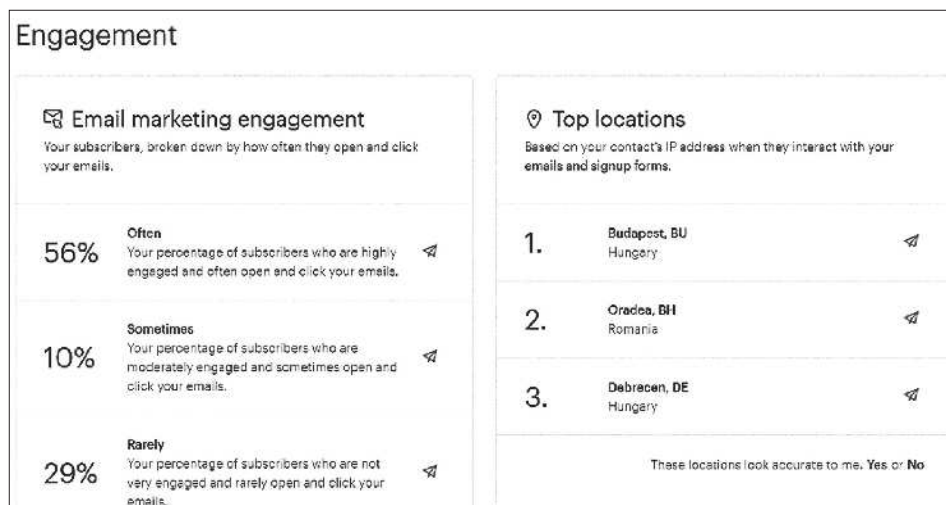 Engagement
Email marketing engagement
Your subscribers, broken down by how often they open and click
your emails.
56%
Often
Your percentage of subscribers who are highly
engaged and often open and click your emails.
10%
Sometimes
Your percentage of subscribers who are
moderately engaged and sometimes open and
click your emails.
29%
Rarely
Your percentage of subscribers who are not
very engaged and rarely open and click your
emails.
Top locations
Based on your contact's IP address when they interact with your
emails and signup forms.
1.
Budapest, BU
Hungary
2.
Oradea, BH
Romania
3.
Debrecen, DE
Hungary
These locations look accurate to me. Yes or No